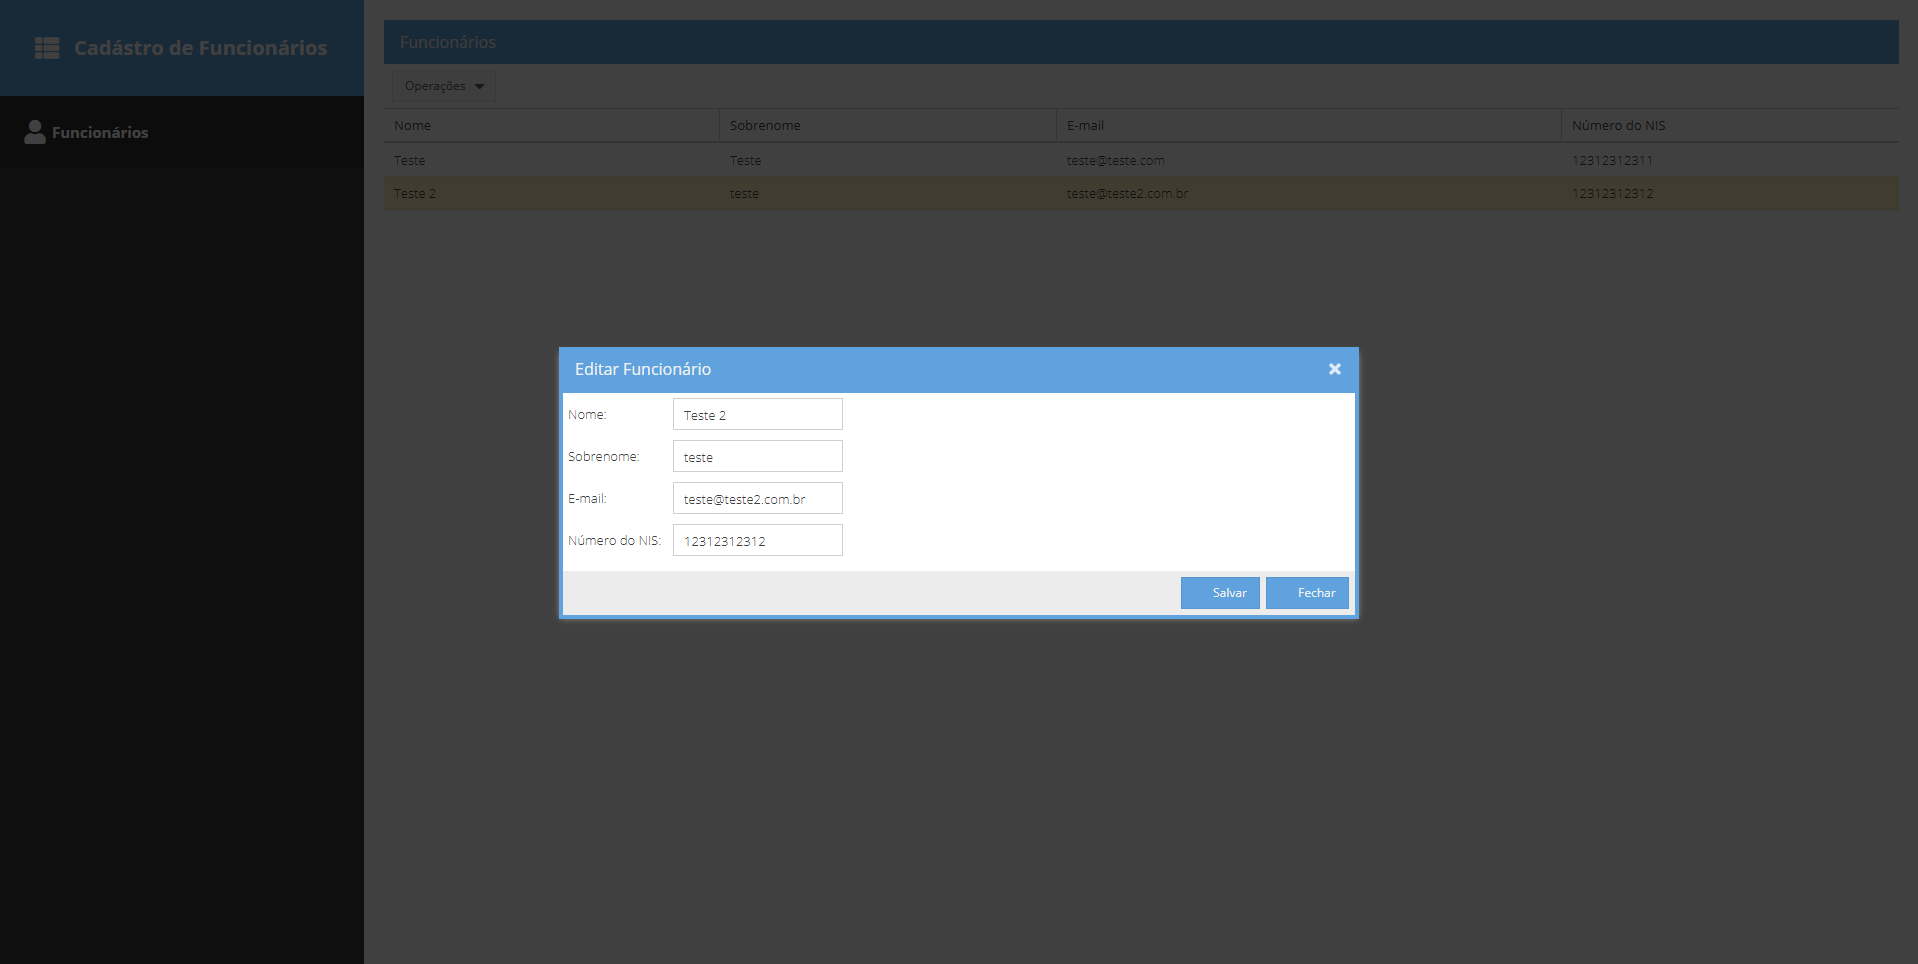 Cadástro de Funcionários
Funcionários
Funcionários
Operações
Nome Sobrenome E-mail Número do NIS
Teste Teste teste@teste.com 12312312311
Teste 2 teste teste@teste2.com.br 12312312312
Editar Funcionário
Nome: Teste 2
Sobrenome: teste
E-mail: teste@teste2.com.br
Número do NIS: 12312312312
Salvar Fechar